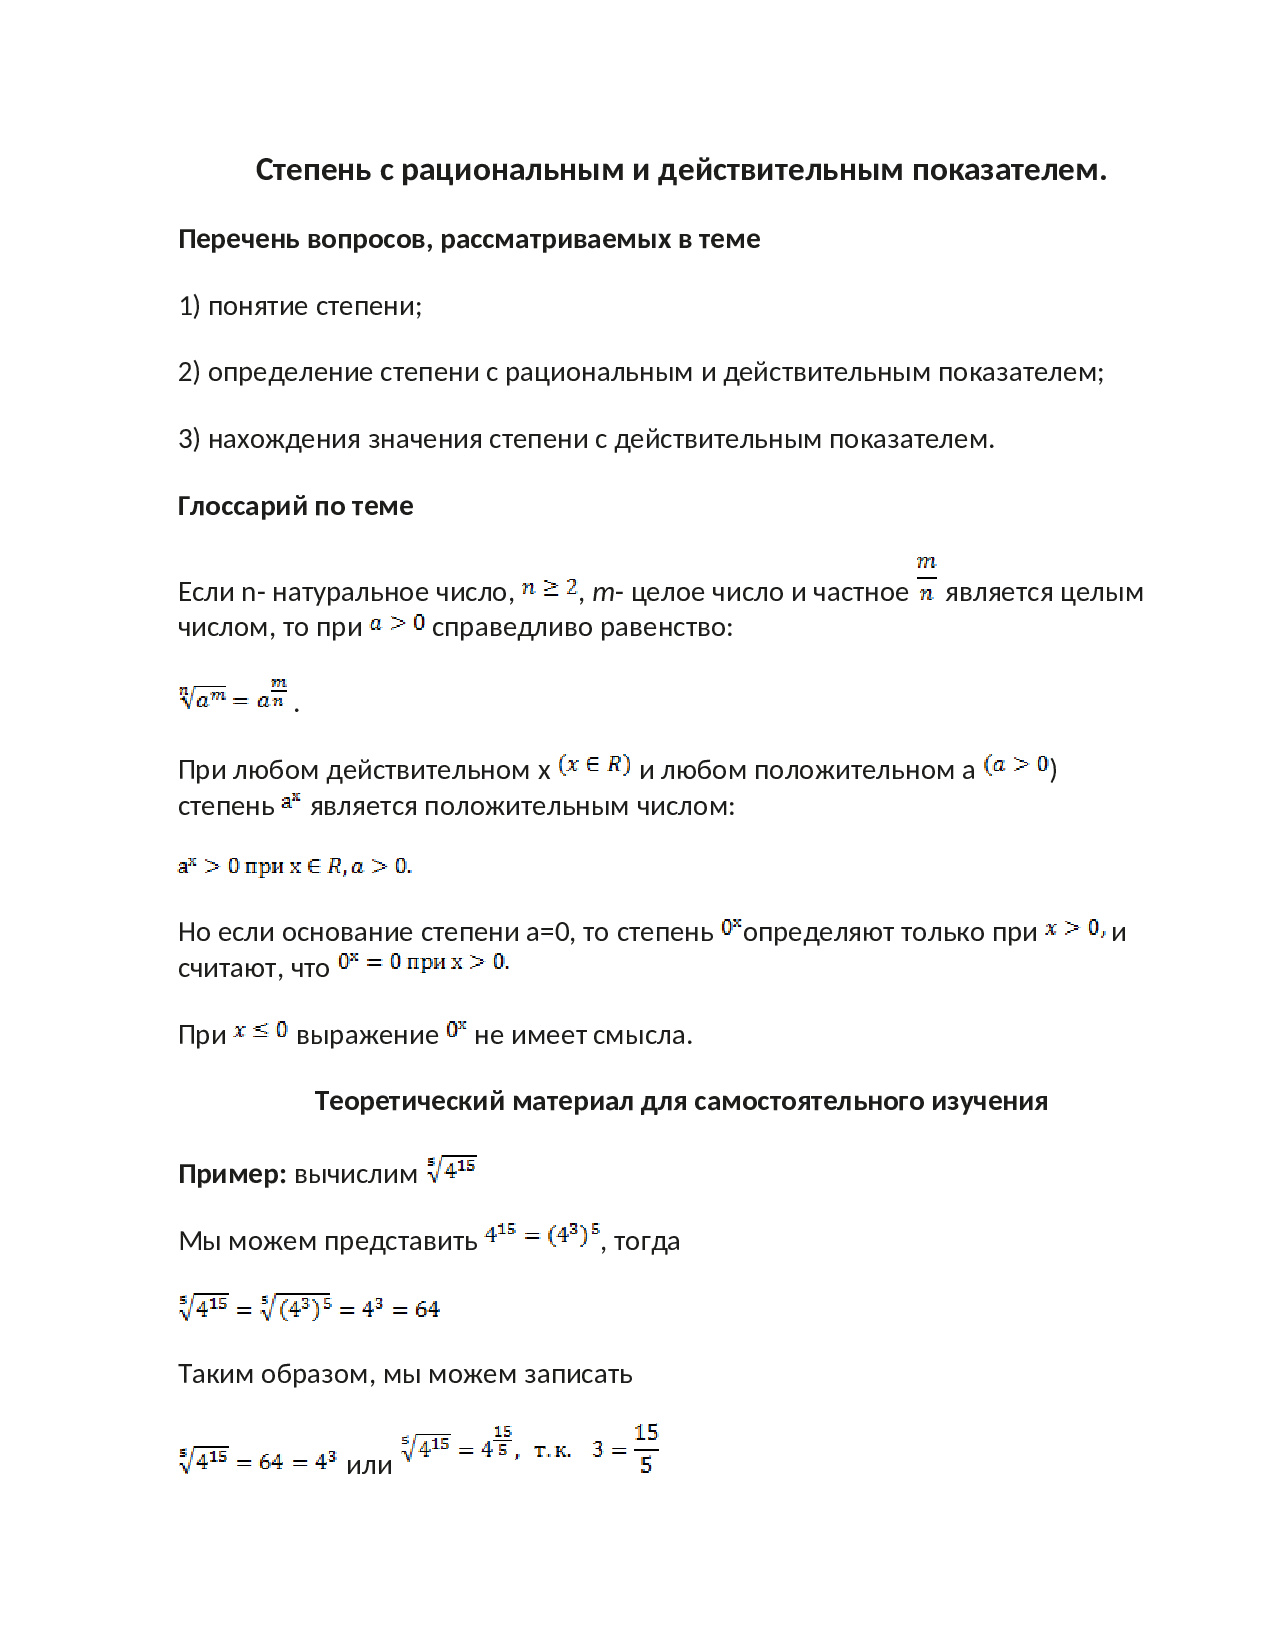 Степень с рациональным и действительным показателем.
Перечень вопросов, рассматриваемых в теме
1) понятие степени;
2) определение степени с рациональным и действительным показателем;
3) нахождения значения степени с действительным показателем.
Глоссарий по теме
Если n- натуральное число, $n \geq 2$, m- целое число и частное $\frac{m}{n}$ является целым
числом, то при $a > 0$ справедливо равенство:
$\sqrt[n]{a^m} = a^{\frac{m}{n}}$ .
При любом действительном х $(x \in R)$ и любом положительном а $(a > 0$)
степень $a^x$ является положительным числом:
$a^x > 0$ при х $\in R, a > 0.$
Но если основание степени а=0, то степень $0^x$определяют только при $x > 0,$ и
считают, что $0^x = 0$ при х $> 0.$
При $x \leq 0$ выражение $0^x$ не имеет смысла.
Теоретический материал для самостоятельного изучения
Пример: вычислим $\sqrt[5]{4^{15}}$
Мы можем представить $4^{15} = (4^3)^5$, тогда
$\sqrt[5]{4^{15}} = \sqrt[5]{(4^3)^5} = 4^3 = 64$
Таким образом, мы можем записать
$\sqrt[5]{4^{15}} = 64 = 4^3$ или $\sqrt[5]{4^{15}} = 4^{\frac{15}{5}},$ т.к. $3 = \frac{15}{5}$